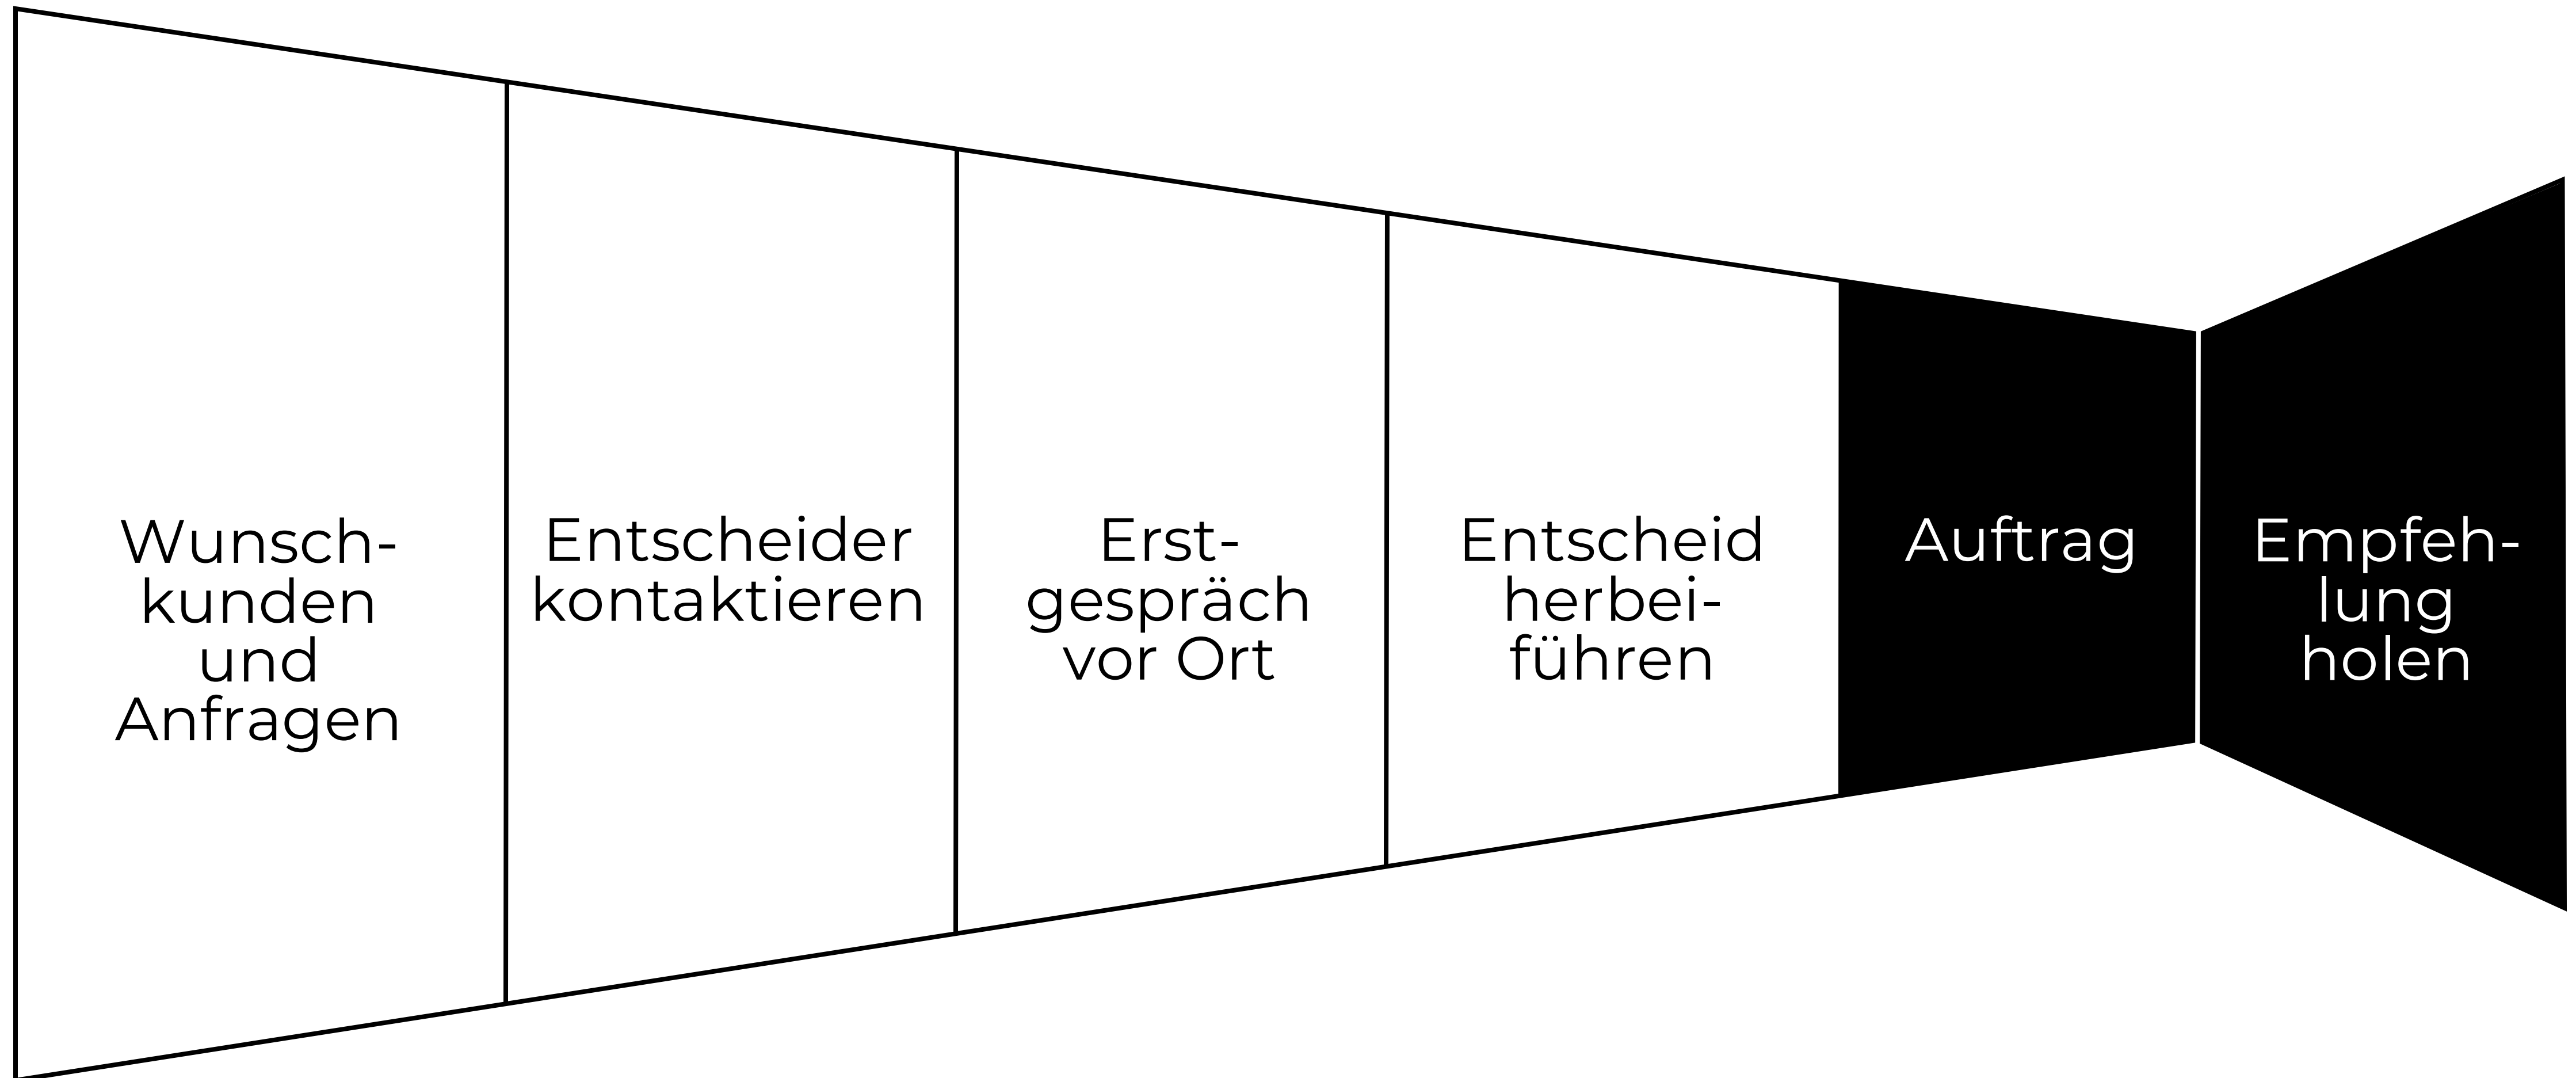 Wunsch-
kunden
und
Anfragen
Entscheider
kontaktieren
Erst-
gespräch
vor Ort
Entscheid
herbei-
führen
Auftrag
Empfeh-
lung
holen